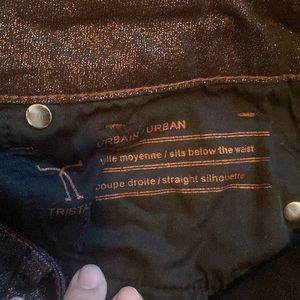 URBAIN / URBAN
taille moyenne / sits below the waist
coupe droite / straight silhouette
TRISTA